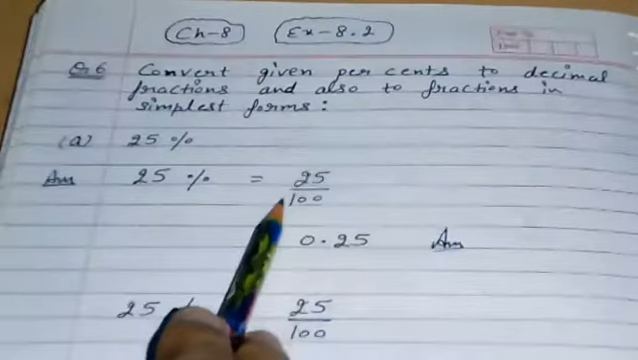 Ch-8 Ex-8.2
Q.6 Convert given per cents to decimal
fractions and also to fractions in
simplest forms :
(a) 25 %
Ans 25 % = 25
100
0.25 Ans
25 25
100